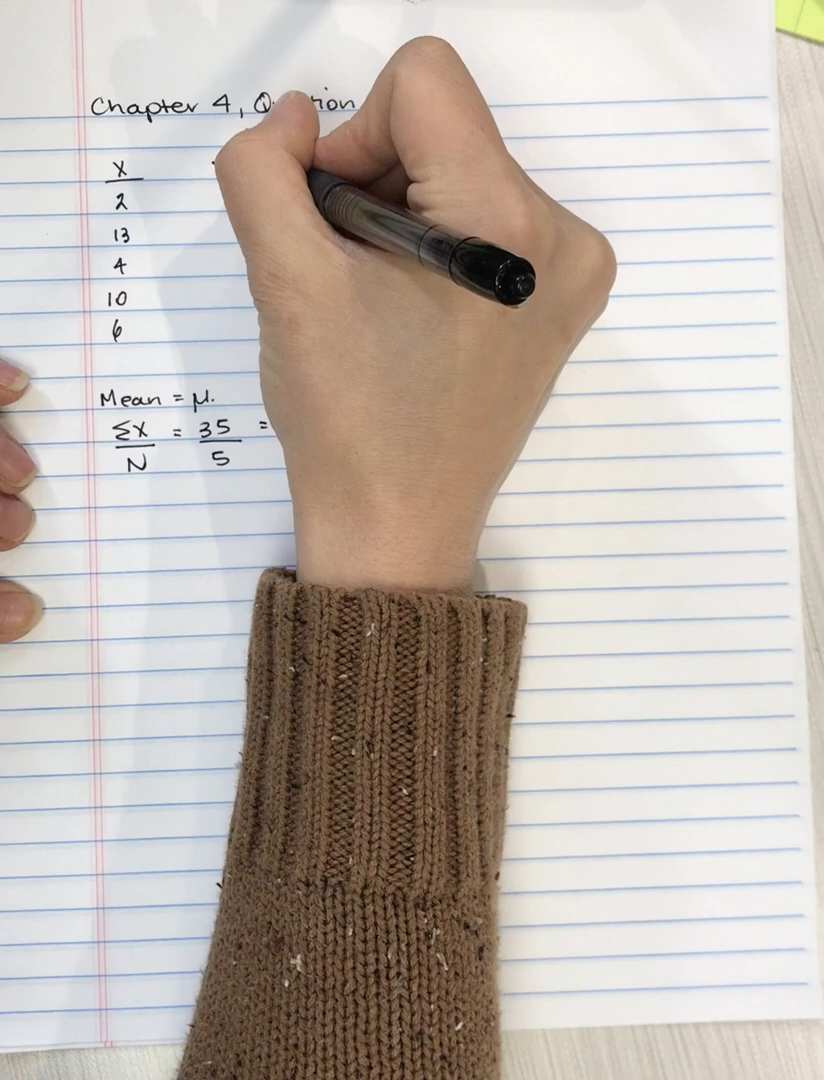 Chapter 4,
X
2
13
4
10
6
Mean = μ.
ΣX = 35 =
N 5